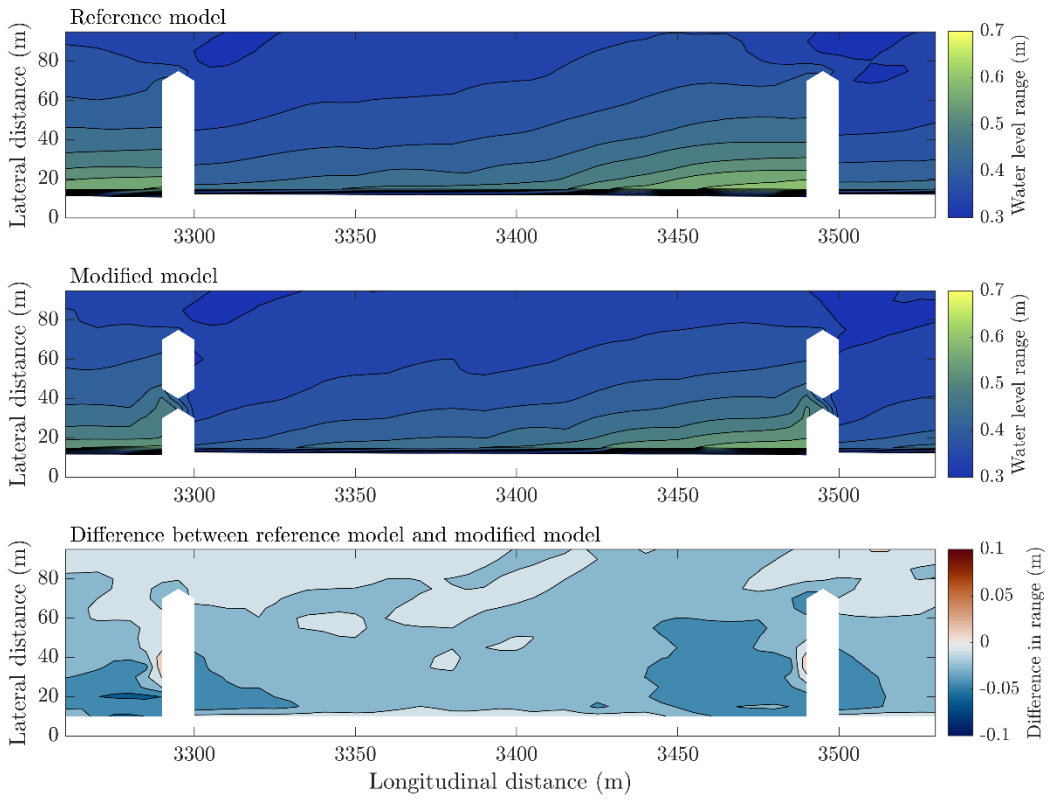 Reference model
Lateral distance (m)
80
60
40
20
0
3300 3350 3400 3450 3500
0.7
0.6
0.5
0.4
0.3
Water level range (m)
Modified model
Lateral distance (m)
80
60
40
20
0
3300 3350 3400 3450 3500
0.7
0.6
0.5
0.4
0.3
Water level range (m)
Difference between reference model and modified model
Lateral distance (m)
80
60
40
20
0
3300 3350 3400 3450 3500
Longitudinal distance (m)
0.1
0.05
0
-0.05
-0.1
Difference in range (m)